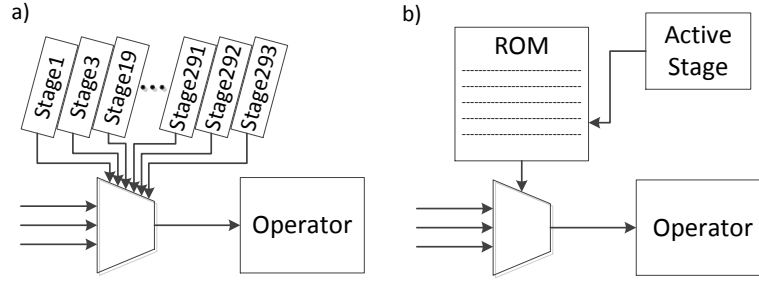 a)
Stage1
Stage3
Stage19
...
Stage291
Stage292
Stage293
Operator
b)
ROM
Active
Stage
Operator